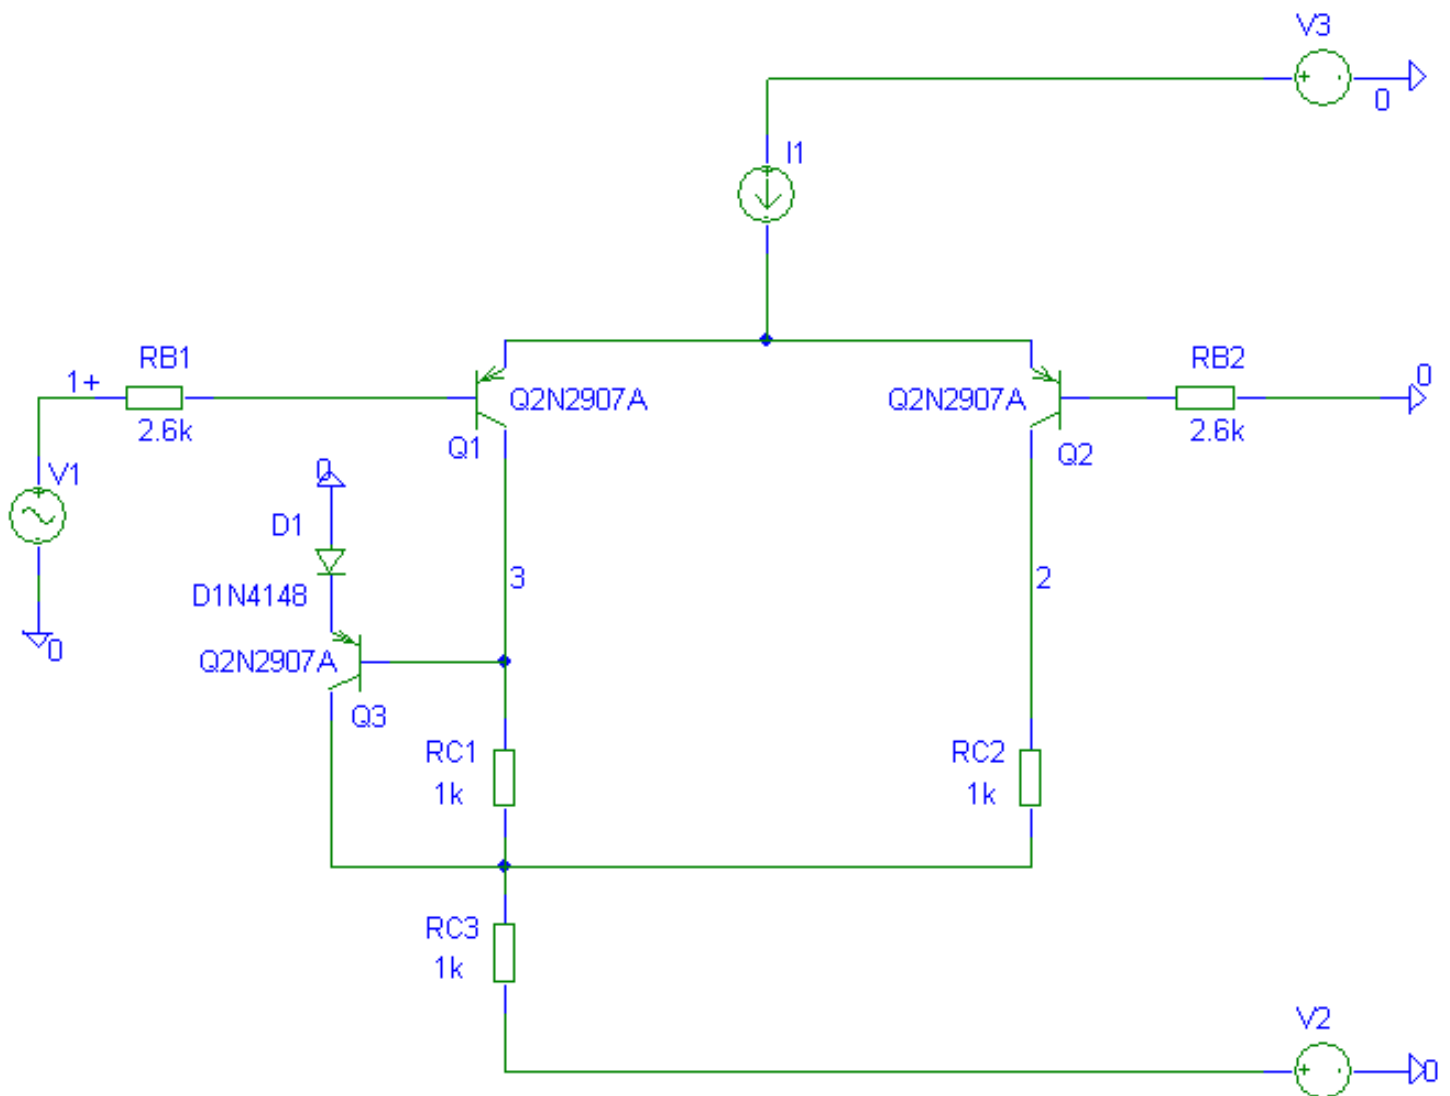 V3
0
I1
RB1
1+
2.6k
Q2N2907A
Q1
Q2N2907A
Q2
RB2
2.6k
0
V1
0
0
D1
D1N4148
3
2
Q2N2907A
Q3
RC1
1k
RC2
1k
RC3
1k
V2
0